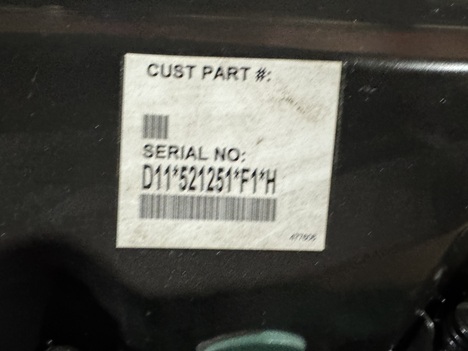 CUST PART #:
SERIAL NO:
D11*521251*F1*H